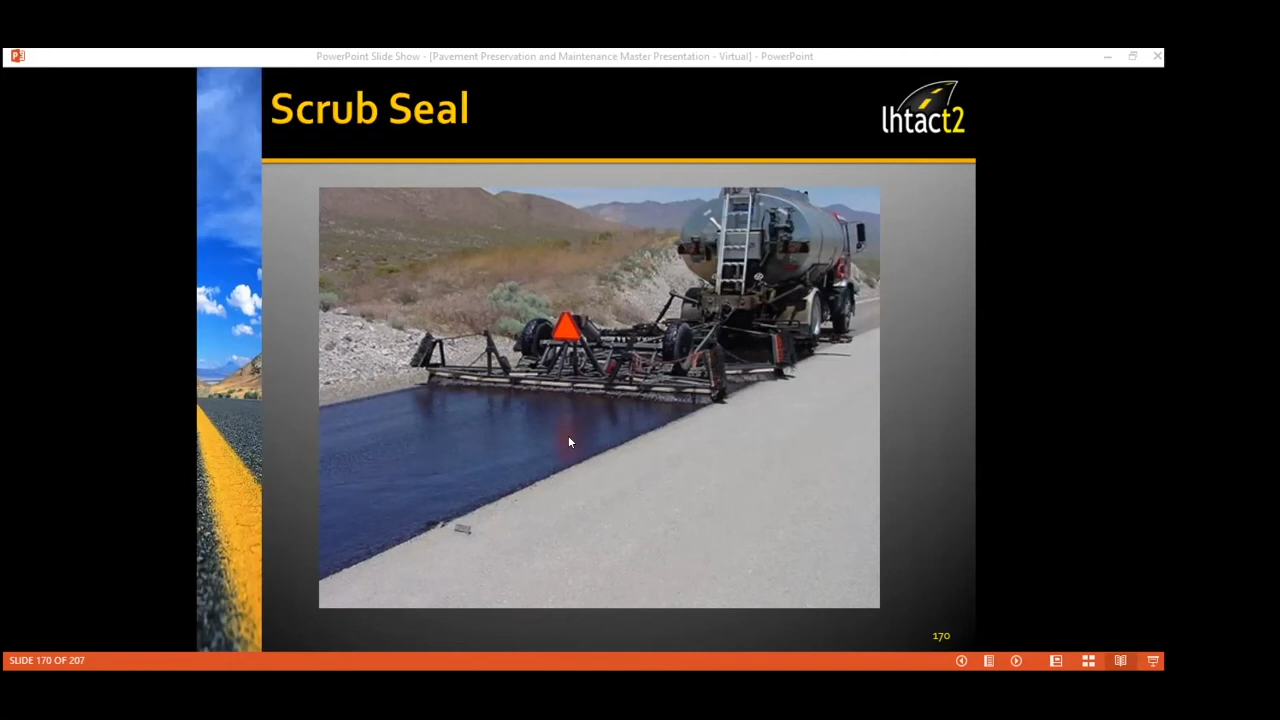 PowerPoint Slide Show - [Pavement Preservation and Maintenance Master Presentation - Virtual] - PowerPoint
Scrub Seal
lhtact2
170
SLIDE 170 OF 207